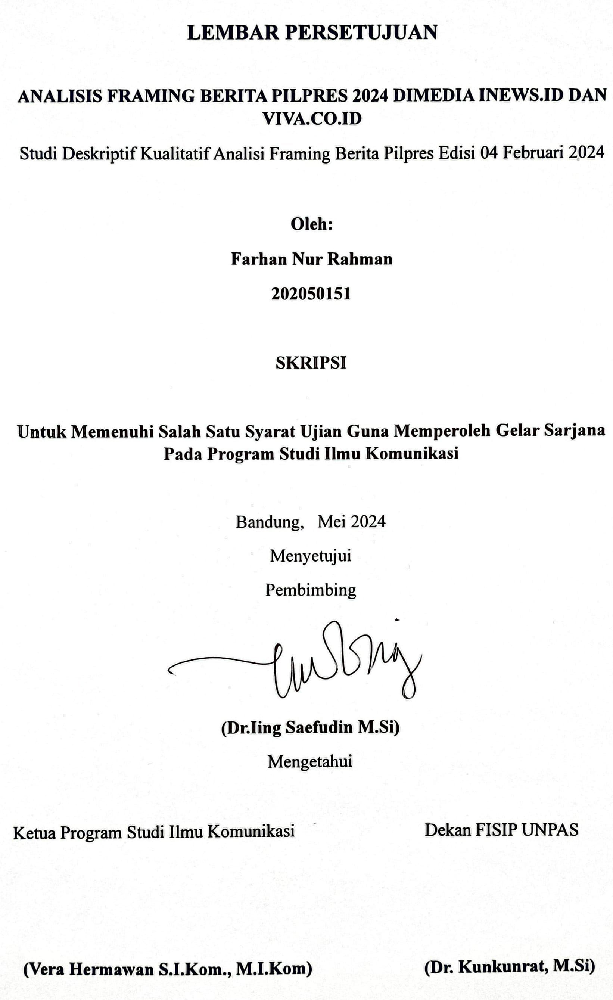 LEMBAR PERSETUJUAN
ANALISIS FRAMING BERITA PILPRES 2024 DIMEDIA INEWS.ID DAN
VIVA.CO.ID
Studi Deskriptif Kualitatif Analisi Framing Berita Pilpres Edisi 04 Februari 2024
Oleh:
Farhan Nur Rahman
202050151
SKRIPSI
Untuk Memenuhi Salah Satu Syarat Ujian Guna Memperoleh Gelar Sarjana
Pada Program Studi Ilmu Komunikasi
Bandung, Mei 2024
Menyetujui
Pembimbing
(Dr.Iing Saefudin M.Si)
Mengetahui
Ketua Program Studi Ilmu Komunikasi Dekan FISIP UNPAS
(Vera Hermawan S.I.Kom., M.I.Kom) (Dr. Kunkunrat, M.Si)